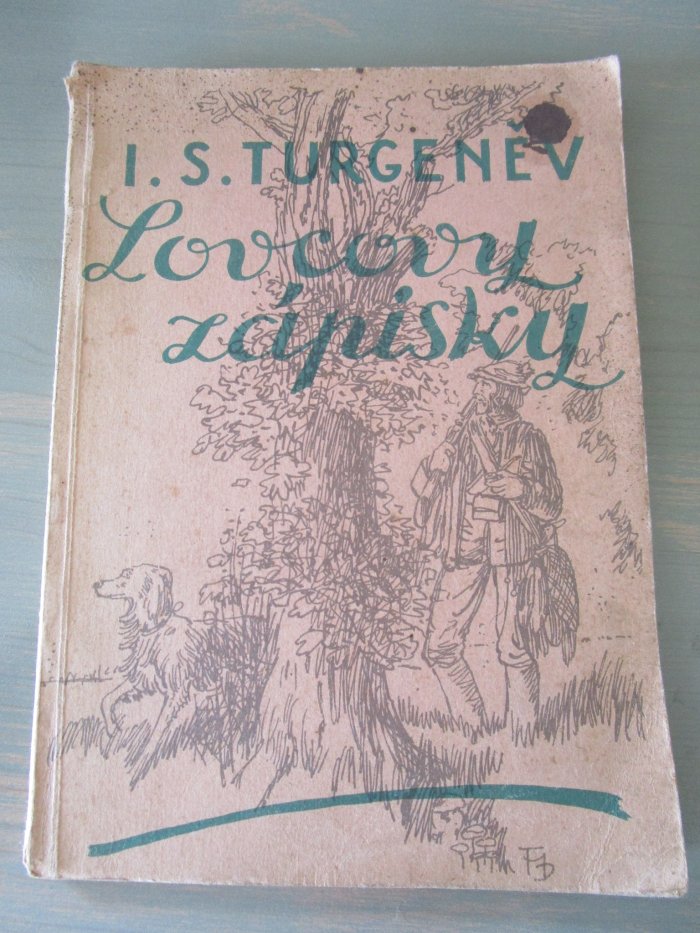 I. S. TURGENĚV
Lovcovy
zápisky